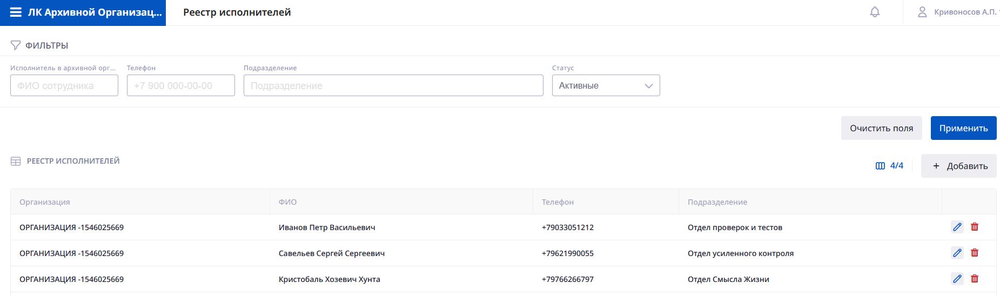 ЛК Архивной Организац...
Реестр исполнителей
Кривоносов А.П.
ФИЛЬТРЫ
Исполнитель в архивной орг...
Телефон
Подразделение
Статус
ФИО сотрудника
+7 900 000-00-00
Подразделение
Активные
Очистить поля
Применить
РЕЕСТР ИСПОЛНИТЕЛЕЙ
4/4
+ Добавить
Организация ФИО Телефон Подразделение
ОРГАНИЗАЦИЯ -1546025669 Иванов Петр Васильевич +79033051212 Отдел проверок и тестов
ОРГАНИЗАЦИЯ -1546025669 Савельев Сергей Сергеевич +79621990055 Отдел усиленного контроля
ОРГАНИЗАЦИЯ -1546025669 Кристобаль Хозевич Хунта +79766266797 Отдел Смысла Жизни